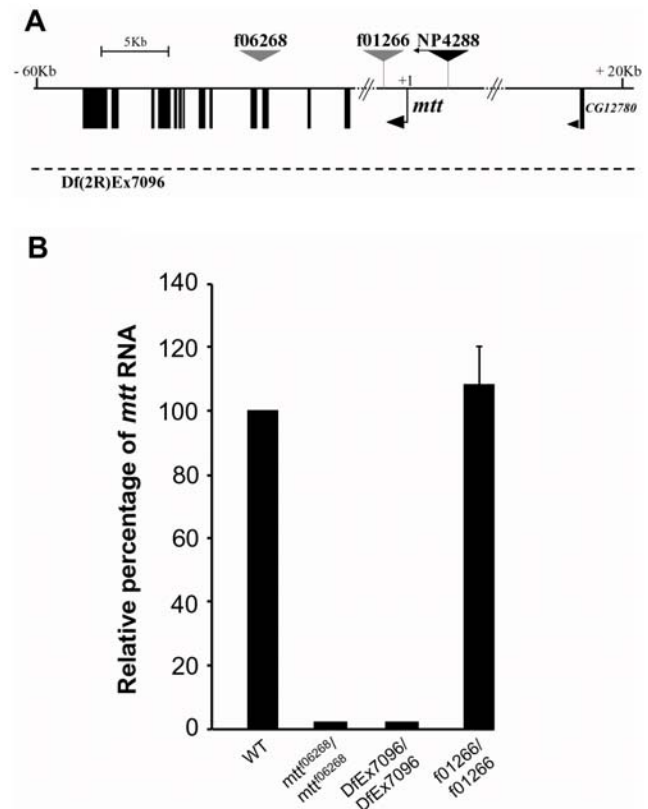 A
5Kb
f06268
f01266
NP4288
- 60Kb
+1
+ 20Kb
mtt
CG12780
Df(2R)Ex7096
B
Relative percentage of mtt RNA
140
120
100
80
60
40
20
0
WT
mtt^f06268/
mtt^f06268
DfEx7096/
DfEx7096
f01266/
f01266